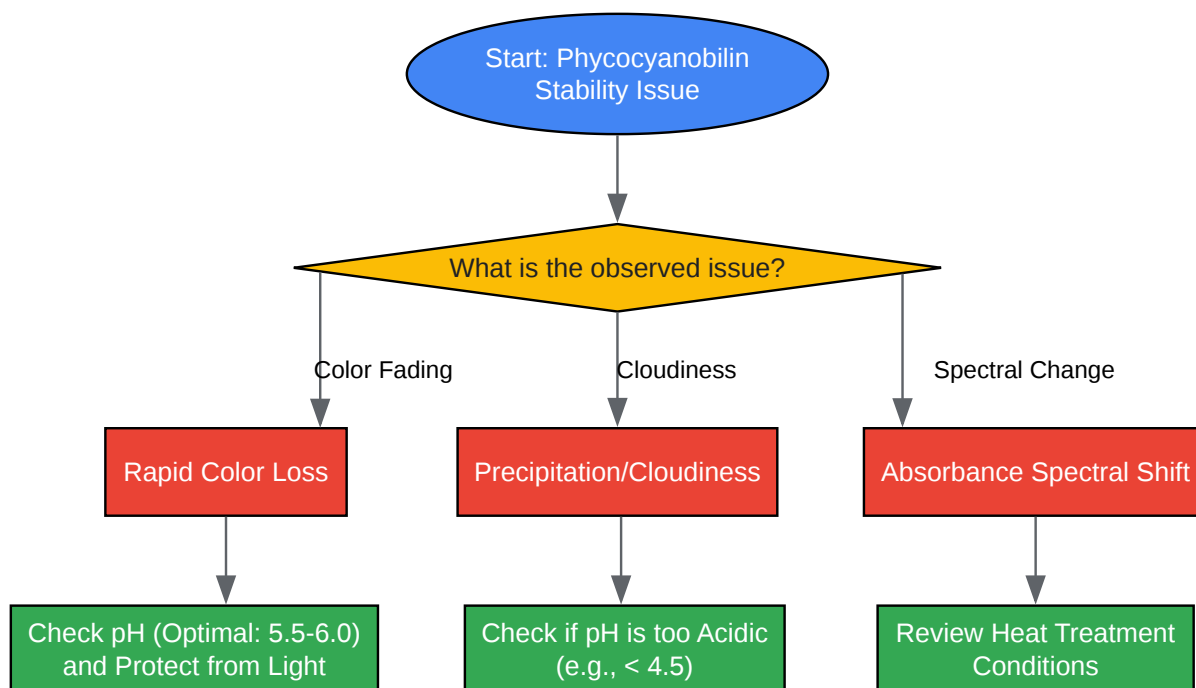 Start: Phycocyanobilin
Stability Issue
What is the observed issue?
Color Fading
Cloudiness
Spectral Change
Rapid Color Loss
Precipitation/Cloudiness
Absorbance Spectral Shift
Check pH (Optimal: 5.5-6.0)
and Protect from Light
Check if pH is too Acidic
(e.g., < 4.5)
Review Heat Treatment
Conditions